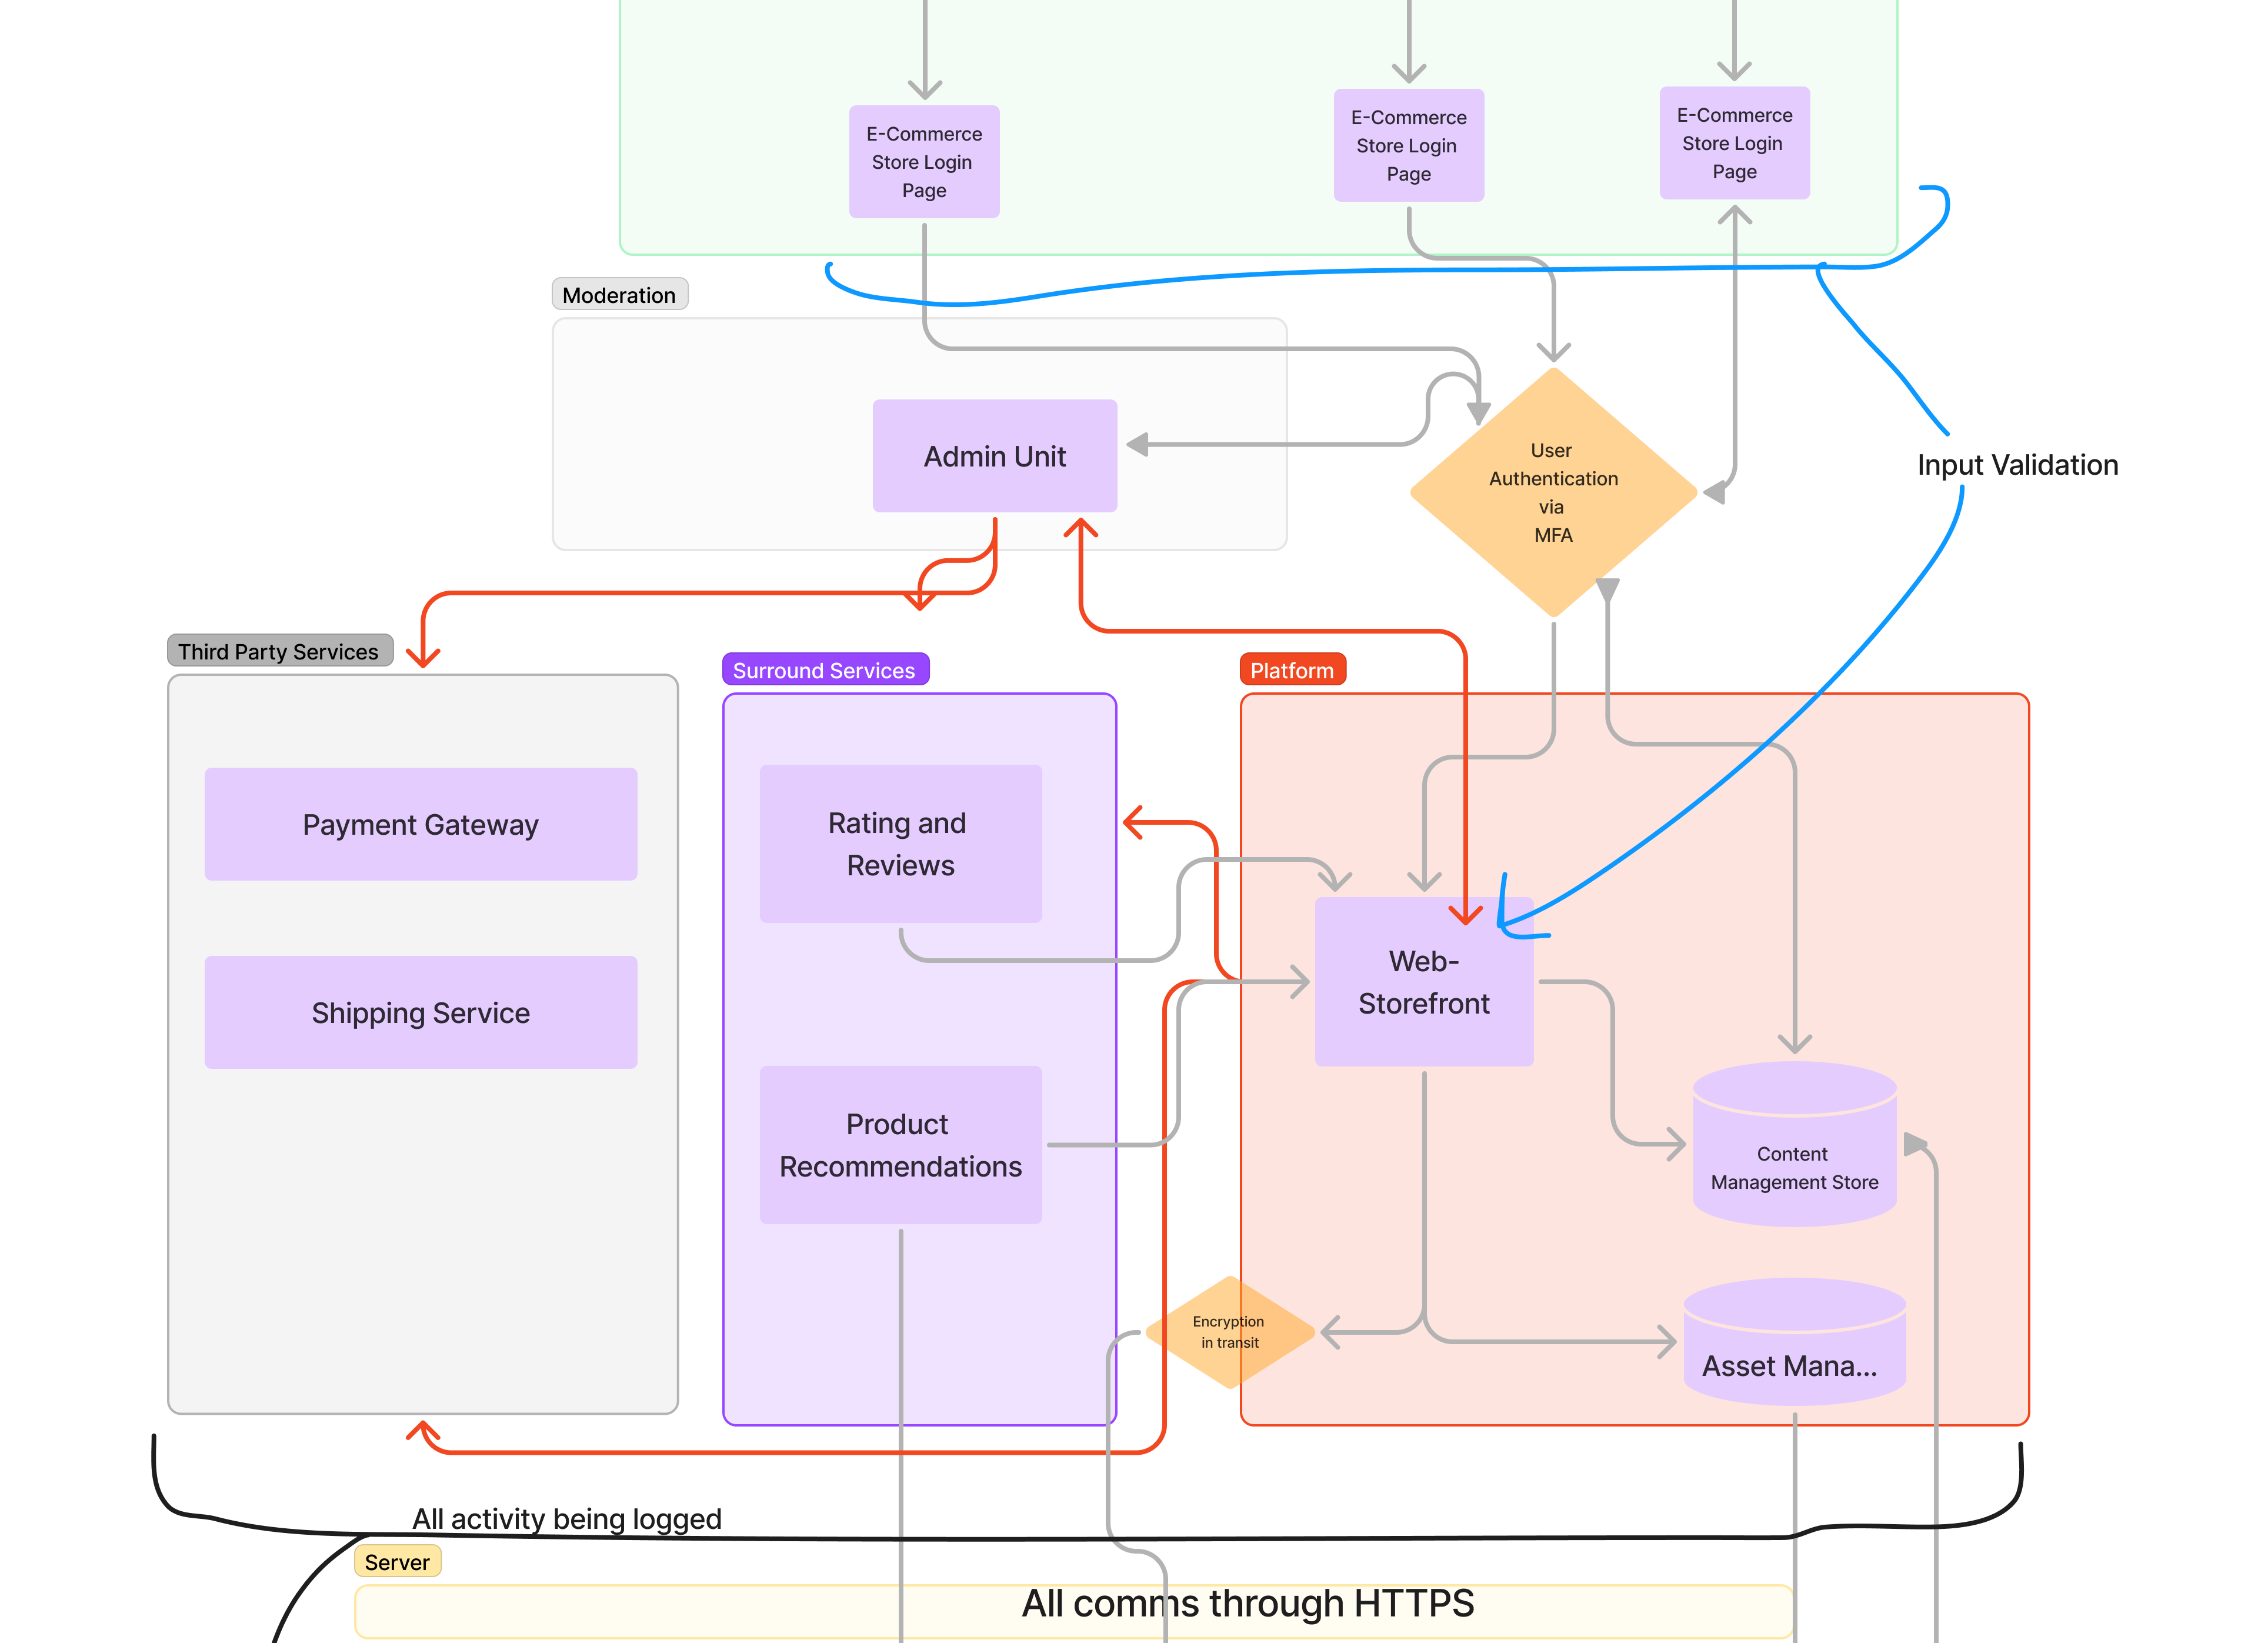 E-Commerce
Store Login
Page
E-Commerce
Store Login
Page
E-Commerce
Store Login
Page
Moderation
Admin Unit
User
Authentication
via
MFA
Input Validation
Third Party Services
Surround Services
Platform
Payment Gateway
Shipping Service
Rating and
Reviews
Product
Recommendations
Web-
Storefront
Content
Management Store
Encryption
in transit
Asset Mana...
All activity being logged
Server
All comms through HTTPS